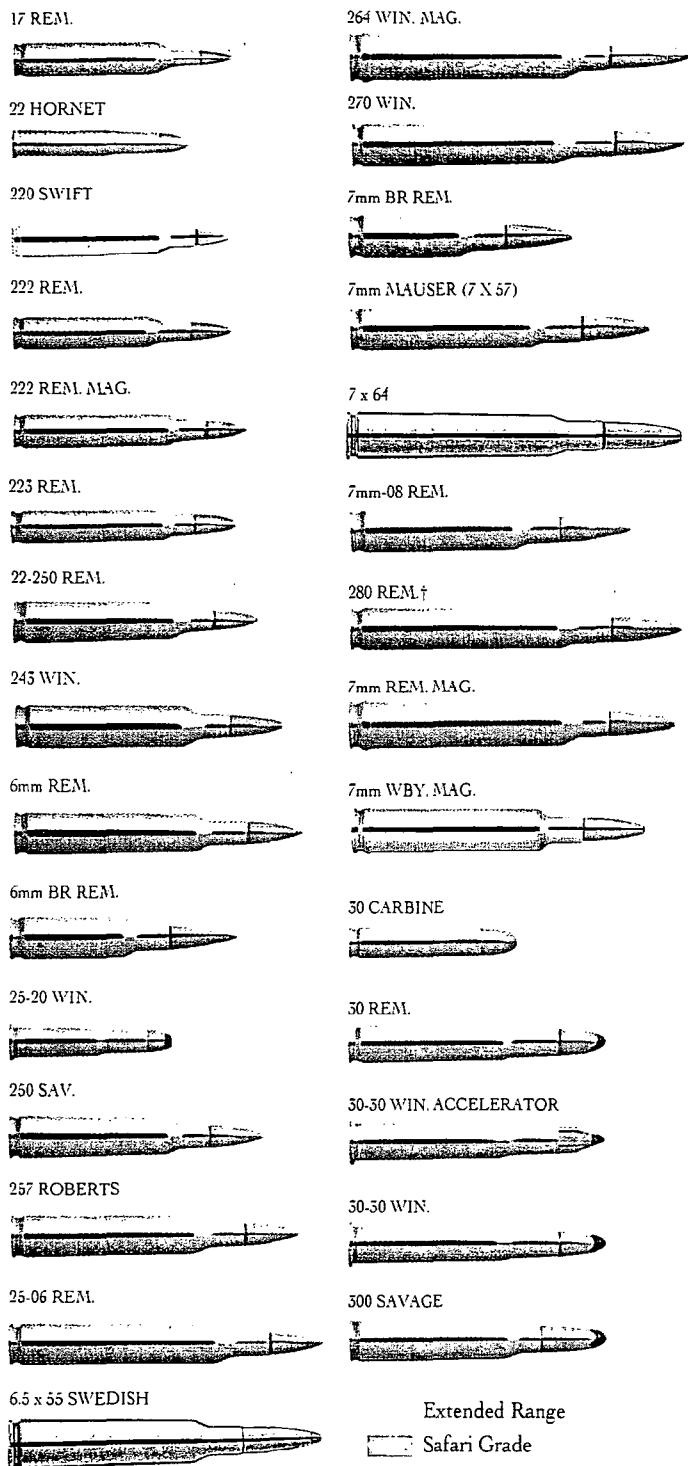 17 REM.
22 HORNET
220 SWIFT
222 REM.
222 REM. MAG.
223 REM.
22-250 REM.
243 WIN.
6mm REM.
6mm BR REM.
25-20 WIN.
250 SAV.
257 ROBERTS
25-06 REM.
6.5 x 55 SWEDISH
264 WIN. MAG.
270 WIN.
7mm BR REM.
7mm MAUSER (7 X 57)
7 x 64
7mm-08 REM.
280 REM.†
7mm REM. MAG.
7mm WBY. MAG.
30 CARBINE
30 REM.
30-30 WIN. ACCELERATOR
30-30 WIN.
300 SAVAGE
Extended Range
Safari Grade